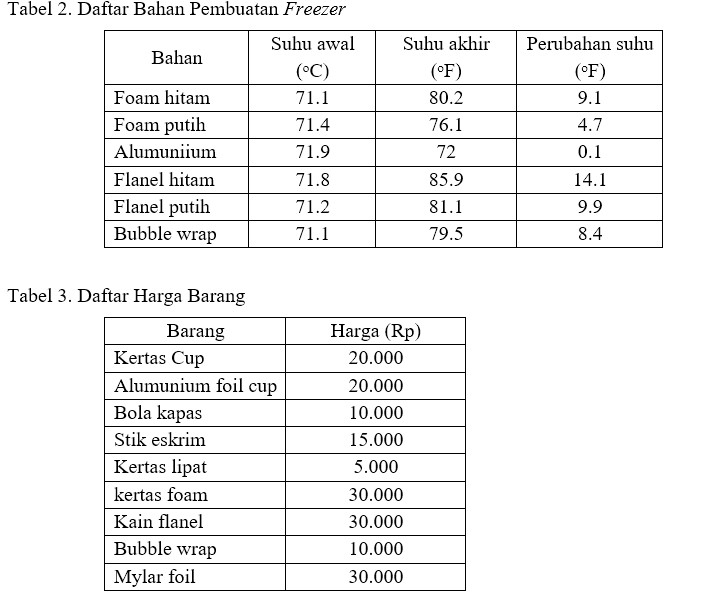 Tabel 2. Daftar Bahan Pembuatan Freezer
Bahan Suhu awal (°C) Suhu akhir (°F) Perubahan suhu (°F)
Foam hitam 71.1 80.2 9.1
Foam putih 71.4 76.1 4.7
Alumuniium 71.9 72 0.1
Flanel hitam 71.8 85.9 14.1
Flanel putih 71.2 81.1 9.9
Bubble wrap 71.1 79.5 8.4
Tabel 3. Daftar Harga Barang
Barang Harga (Rp)
Kertas Cup 20.000
Alumunium foil cup 20.000
Bola kapas 10.000
Stik eskrim 15.000
Kertas lipat 5.000
kertas foam 30.000
Kain flanel 30.000
Bubble wrap 10.000
Mylar foil 30.000